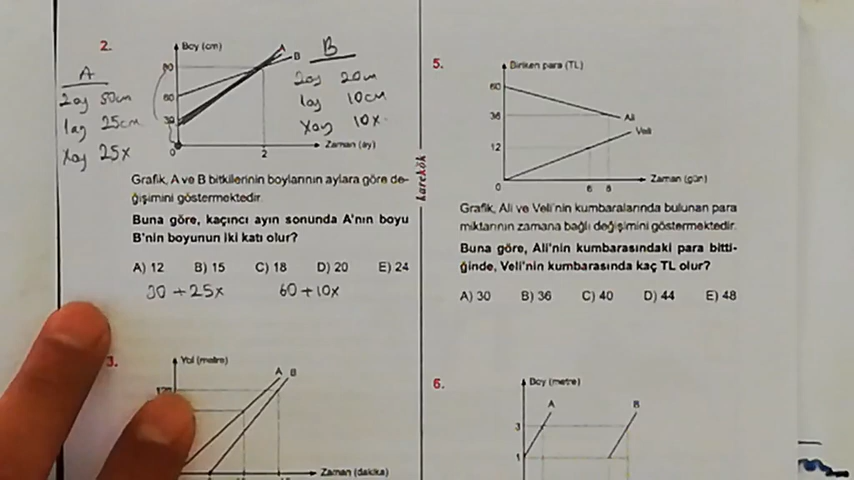 2.
Boy (cm)
A
B
80
60
30
0
2
Zaman (ay)
A
2ay 50cm
1ay 25cm
xay 25x
B
2ay 20cm
1ay 10cm
xay 10x
Grafik, A ve B bitkilerinin boylarının aylara göre de-
ğişimini göstermektedir.
Buna göre, kaçıncı ayın sonunda A'nın boyu
B'nin boyunun iki katı olur?
A) 12 B) 15 C) 18 D) 20 E) 24
30 + 25x 60 + 10x
3.
Yol (metre)
A B
120
Zaman (dakika)
karekök
5.
Biriken para (TL)
60
36
12
0
6 8
Ali
Veli
Zaman (gün)
Grafik, Ali ve Veli'nin kumbaralarında bulunan para
miktarının zamana bağlı değişimini göstermektedir.
Buna göre, Ali'nin kumbarasındaki para bitti-
ğinde, Veli'nin kumbarasında kaç TL olur?
A) 30 B) 36 C) 40 D) 44 E) 48
6.
Boy (metre)
A
B
3
1